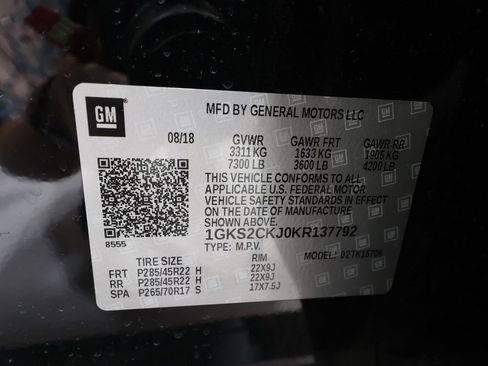 GM
MFD BY GENERAL MOTORS LLC
08/18 GVWR GAWR FRT GAWR RR
3311 KG 1633 KG 1905 KG
7300 LB 3600 LB 4200 LB
THIS VEHICLE CONFORMS TO ALL
APPLICABLE U.S. FEDERAL MOTOR
VEHICLE SAFETY STANDARDS IN EFFECT
ON THE DATE OF MANUFACTURE
SHOWN ABOVE.
1GKS2CKJ0KR137792
8555
TYPE: M.P.V. MODEL: 02TK15706
TIRE SIZE RIM
FRT P285/45R22 H 22X9J
RR P285/45R22 H 22X9J
SPA P265/70R17 S 17X7.5J